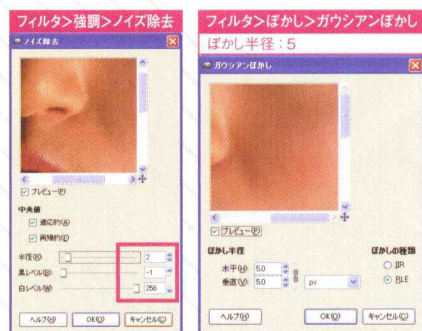 フィルタ>強調>ノイズ除去
ノイズ除去
プレビュー(P)
中央値
適応的(A)
再帰的(E)
半径(R): 2
黒レベル(B): -1
白レベル(W): 256
ヘルプ(H) OK(O) キャンセル(C)
フィルタ>ぼかし>ガウシアンぼかし
ぼかし半径:5
ガウシアンぼかし
プレビュー(P)
ぼかし半径 ぼかしの種類
水平(H): 5.0 IIR
垂直(V): 5.0 px RLE
ヘルプ(H) OK(O) キャンセル(C)